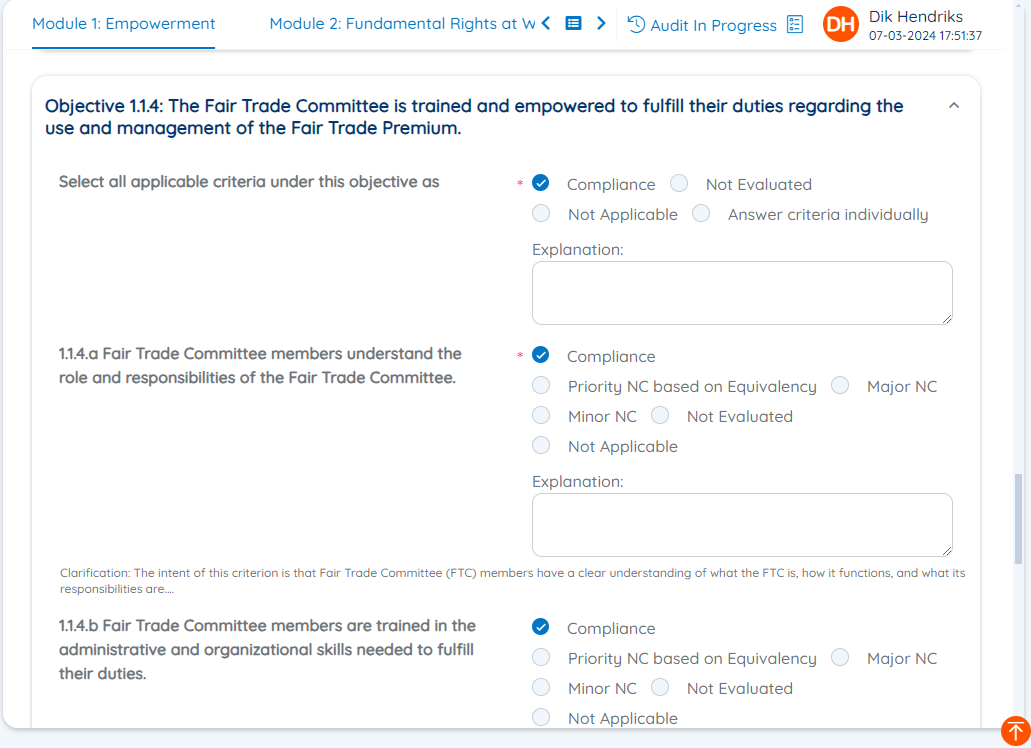 Module 1: Empowerment
Module 2: Fundamental Rights at W
Audit In Progress
DH
Dik Hendriks
07-03-2024 17:51:37
Objective 1.1.4: The Fair Trade Committee is trained and empowered to fulfill their duties regarding the
use and management of the Fair Trade Premium.
Select all applicable criteria under this objective as
* Compliance Not Evaluated
Not Applicable Answer criteria individually
Explanation:
1.1.4.a Fair Trade Committee members understand the
role and responsibilities of the Fair Trade Committee.
* Compliance
Priority NC based on Equivalency Major NC
Minor NC Not Evaluated
Not Applicable
Explanation:
Clarification: The intent of this criterion is that Fair Trade Committee (FTC) members have a clear understanding of what the FTC is, how it functions, and what its
responsibilities are....
1.1.4.b Fair Trade Committee members are trained in the
administrative and organizational skills needed to fulfill
their duties.
Compliance
Priority NC based on Equivalency Major NC
Minor NC Not Evaluated
Not Applicable